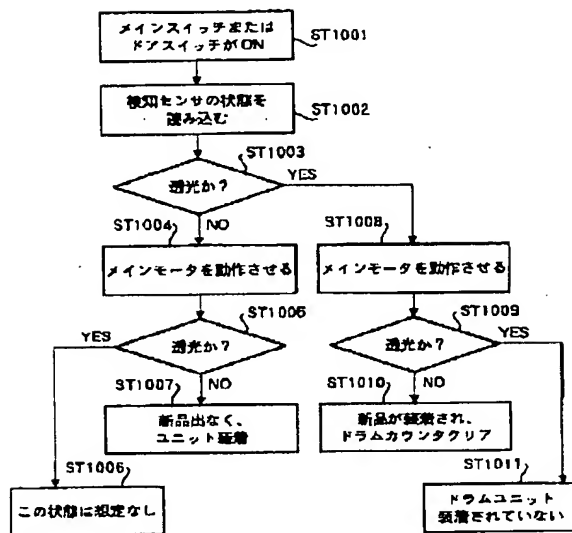 メインスイッチまたは
ドアスイッチがON
ST1001
検知センサの状態を
読み込む
ST1002
ST1003
透光か?
YES
NO
ST1004
メインモータを動作させる
ST1008
メインモータを動作させる
ST1005
透光か?
YES
NO
ST1009
透光か?
YES
NO
ST1007
新品出なく、
ユニット装着
ST1010
新品が装着され、
ドラムカウンタクリア
ST1006
この状態は想定なし
ST1011
ドラムユニット
装着されていない